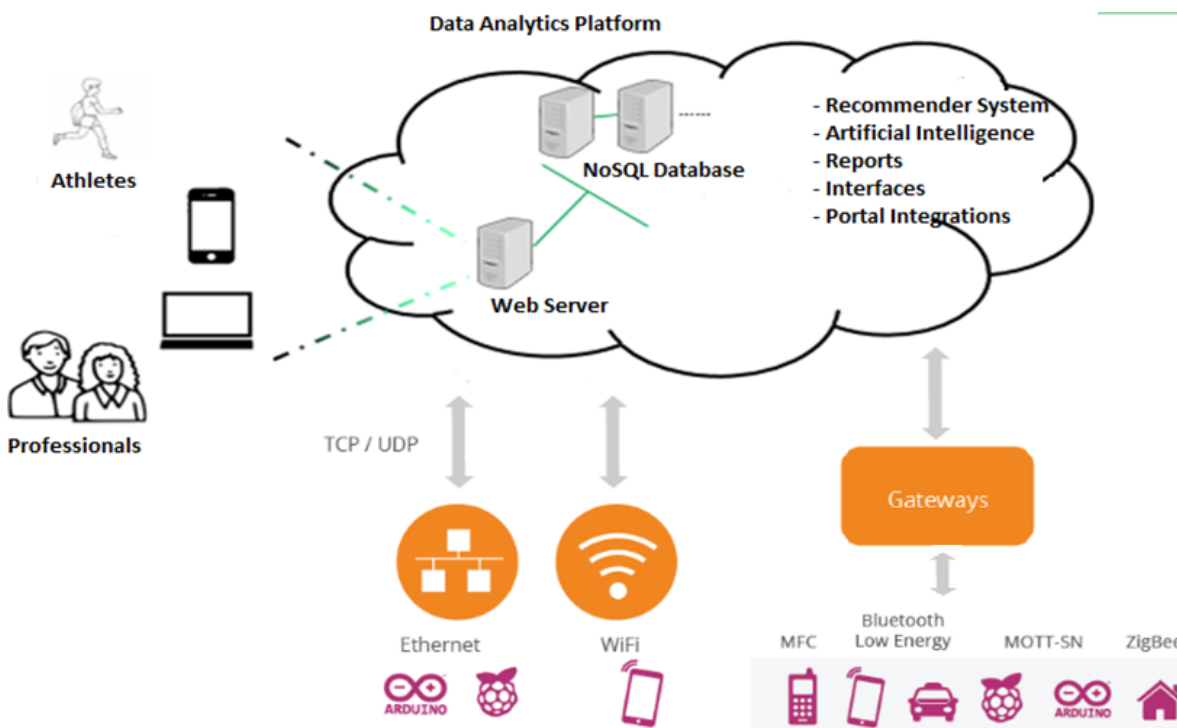 Data Analytics Platform
Athletes
- Recommender System
- Artificial Intelligence
- Reports
- Interfaces
- Portal Integrations
NoSQL Database
Web Server
Professionals
TCP / UDP
Gateways
Ethernet
WiFi
MFC
Bluetooth
Low Energy
MOTT-SN
ZigBee
ARDUINO
ARDUINO